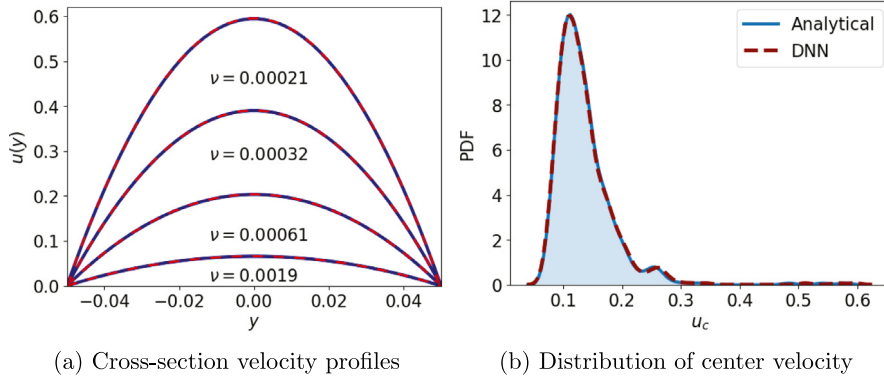 0.6
0.5
0.4
0.3
0.2
0.1
0.0
u(y)
ν = 0.00021
ν = 0.00032
ν = 0.00061
ν = 0.0019
−0.04 −0.02 0.00 0.02 0.04
y
(a) Cross-section velocity profiles
12
10
8
6
4
2
0
PDF
Analytical
DNN
0.1 0.2 0.3 0.4 0.5 0.6
u_c
(b) Distribution of center velocity